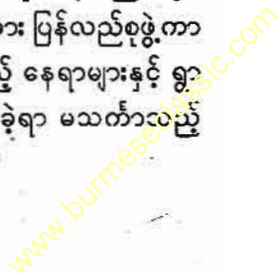 ား ပြန်လည်စုဖွဲ့ကာ
့် နေရာများနှင့် ရွာ
ခဲ့ရာ မသင်္ကာသည့်
www.burmeseclassic.com